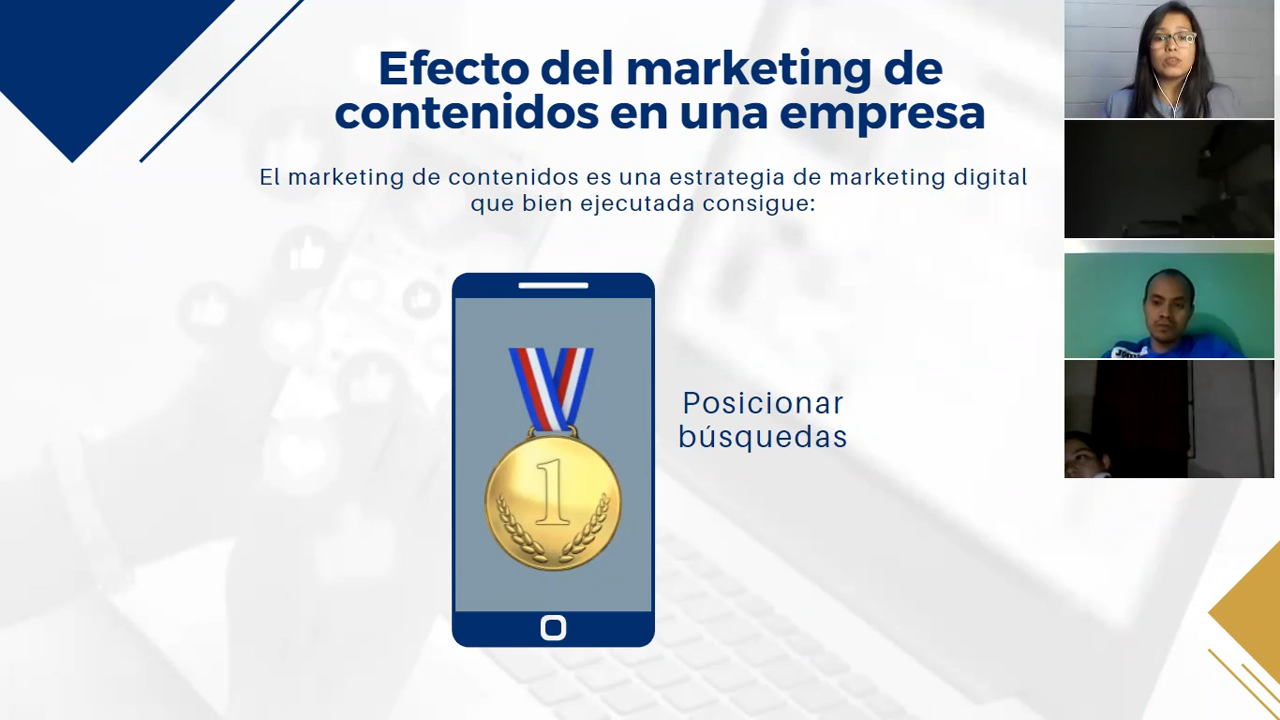 Efecto del marketing de
contenidos en una empresa
El marketing de contenidos es una estrategia de marketing digital
que bien ejecutada consigue:
1
Posicionar
búsquedas